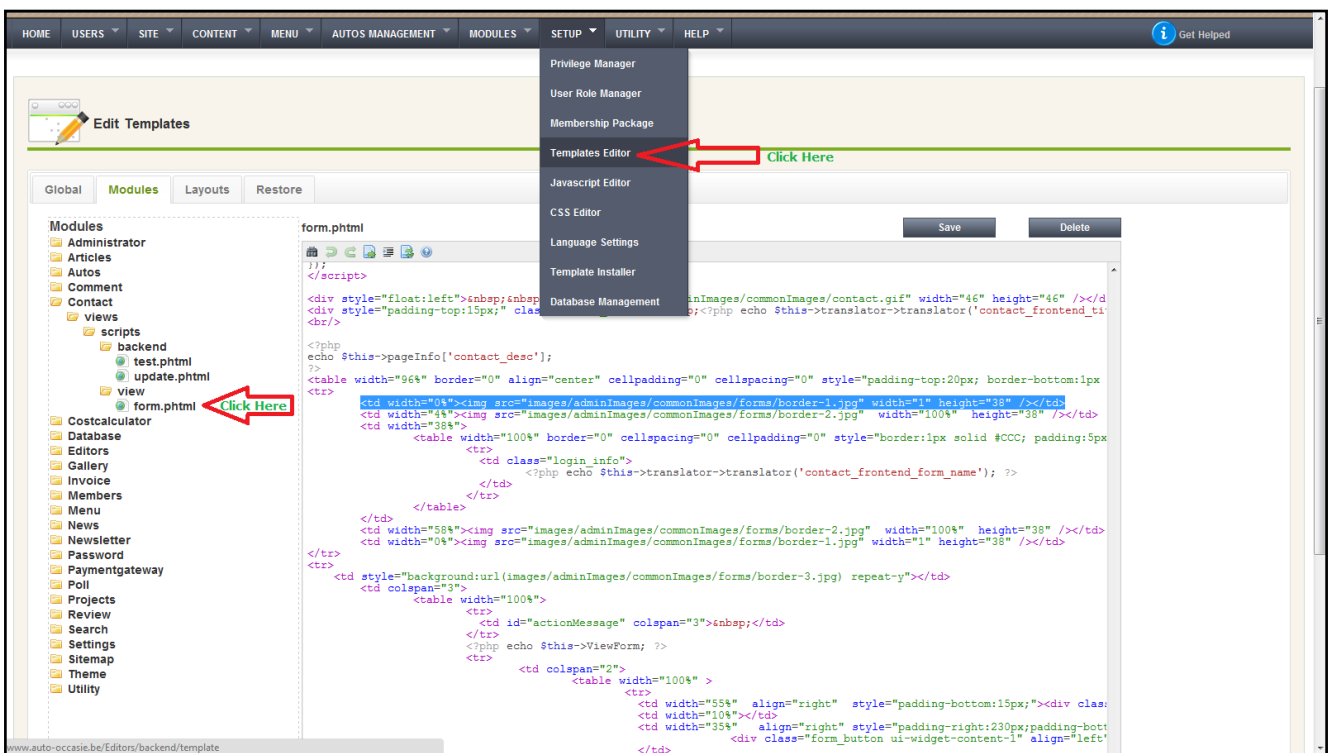 HOME USERS SITE CONTENT MENU AUTOS MANAGEMENT MODULES SETUP UTILITY HELP Get Helped
Privilege Manager
User Role Manager
Membership Package
Templates Editor
Javascript Editor
CSS Editor
Language Settings
Template Installer
Database Management
Click Here
Edit Templates
Global Modules Layouts Restore
Modules
Administrator
Articles
Autos
Comment
Contact
views
scripts
backend
test.phtml
update.phtml
view
form.phtml
Click Here
Costcalculator
Database
Editors
Gallery
Invoice
Members
Menu
News
Newsletter
Password
Paymentgateway
Poll
Projects
Review
Search
Settings
Sitemap
Theme
Utility
form.phtml
Save Delete
});
</script>
<div style="float:left">&nbsp;&nbsp inImages/commonImages/contact.gif" width="46" height="46" /></d
<div style="padding-top:15px;" clas p;<?php echo $this->translator->translator('contact_frontend_ti
<br/>
<?php
echo $this->pageInfo['contact_desc'];
?>
<table width="96%" border="0" align="center" cellpadding="0" cellspacing="0" style="padding-top:20px; border-bottom:1px
<tr>
<td width="0%"><img src="images/adminImages/commonImages/forms/border-1.jpg" width="1" height="38" /></td>
<td width="4%"><img src="images/adminImages/commonImages/forms/border-2.jpg" width="100%" height="38" /></td>
<td width="38%">
<table width="100%" border="0" cellspacing="0" cellpadding="0" style="border:1px solid #CCC; padding:5px
<tr>
<td class="login_info">
<?php echo $this->translator->translator('contact_frontend_form_name'); ?>
</td>
</tr>
</table>
</td>
<td width="58%"><img src="images/adminImages/commonImages/forms/border-2.jpg" width="100%" height="38" /></td>
<td width="0%"><img src="images/adminImages/commonImages/forms/border-1.jpg" width="1" height="38" /></td>
</tr>
<tr>
<td style="background:url(images/adminImages/commonImages/forms/border-3.jpg) repeat-y"></td>
<td colspan="3">
<table width="100%">
<tr>
<td id="actionMessage" colspan="3">&nbsp;</td>
</tr>
<?php echo $this->ViewForm; ?>
<tr>
<td colspan="2">
<table width="100%" >
<tr>
<td width="55%" align="right" style="padding-bottom:15px;"><div clas
<td width="10%"></td>
<td width="35%" align="right" style="padding-right:230px;padding-bott
<div class="form_button ui-widget-content-1" align="left"
</td>
www.auto-occasie.be/Editors/backend/template